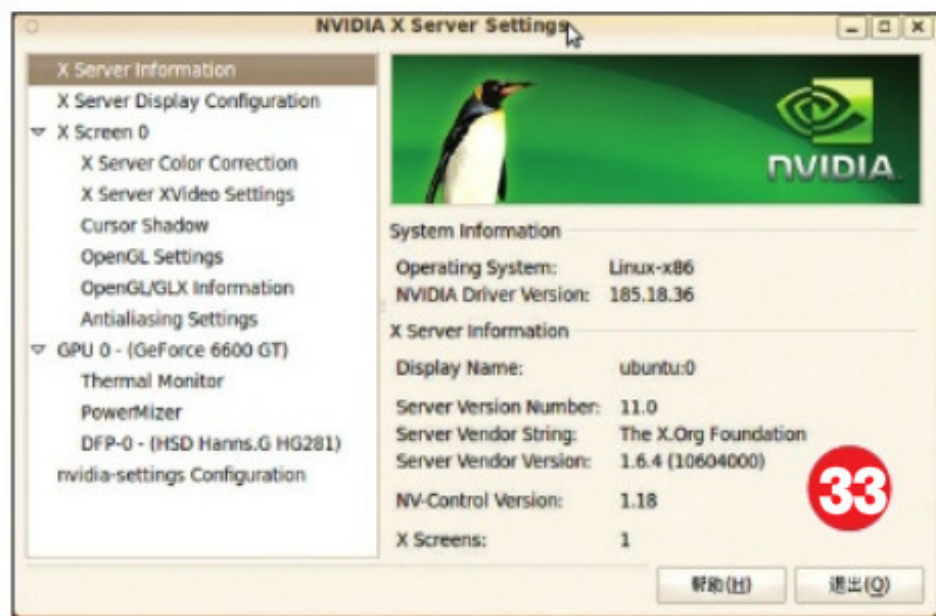 NVIDIA X Server Settings
X Server Information
X Server Display Configuration
X Screen 0
X Server Color Correction
X Server XVideo Settings
Cursor Shadow
OpenGL Settings
OpenGL/GLX Information
Antialiasing Settings
GPU 0 - (GeForce 6600 GT)
Thermal Monitor
PowerMizer
DFP-0 - (HSD Hanns.G HG281)
nvidia-settings Configuration
NVIDIA
System Information
Operating System: Linux-x86
NVIDIA Driver Version: 185.18.36
X Server Information
Display Name: ubuntu:0
Server Version Number: 11.0
Server Vendor String: The X.Org Foundation
Server Vendor Version: 1.6.4 (10604000)
NV-Control Version: 1.18
X Screens: 1
33
幫助(H)
退出(Q)